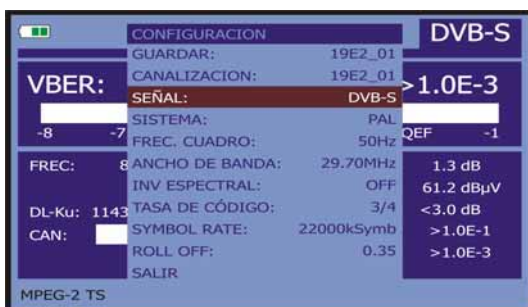 CONFIGURACION
DVB-S
GUARDAR: 19E2_01
CANALIZACION: 19E2_01
VBER: >1.0E-3
SEÑAL: DVB-S
SISTEMA: PAL
-8 -7 QEF -1
FREC. CUADRO: 50Hz
FREC: 8 ANCHO DE BANDA: 29.70MHz 1.3 dB
INV ESPECTRAL: OFF 61.2 dBµV
DL-Ku: 1143 TASA DE CÓDIGO: 3/4 <3.0 dB
CAN: SYMBOL RATE: 22000kSymb >1.0E-1
ROLL OFF: 0.35 >1.0E-3
SALIR
MPEG-2 TS